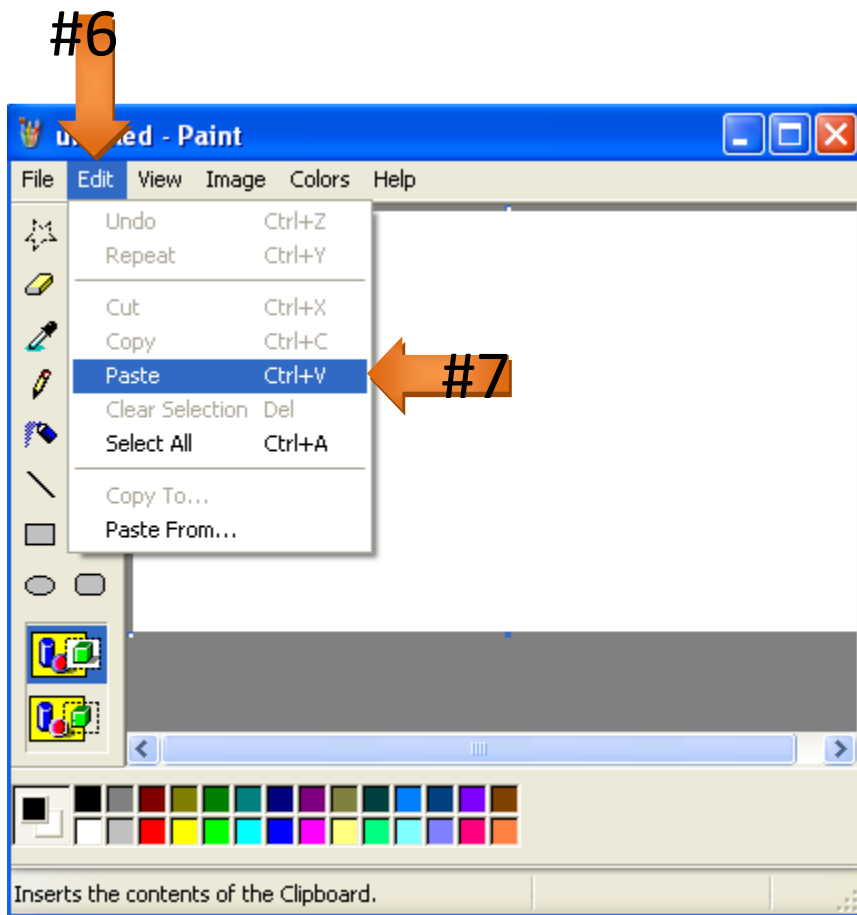 #6
untitled - Paint
File Edit View Image Colors Help
Undo Ctrl+Z
Repeat Ctrl+Y
Cut Ctrl+X
Copy Ctrl+C
Paste Ctrl+V
#7
Clear Selection Del
Select All Ctrl+A
Copy To...
Paste From...
Inserts the contents of the Clipboard.